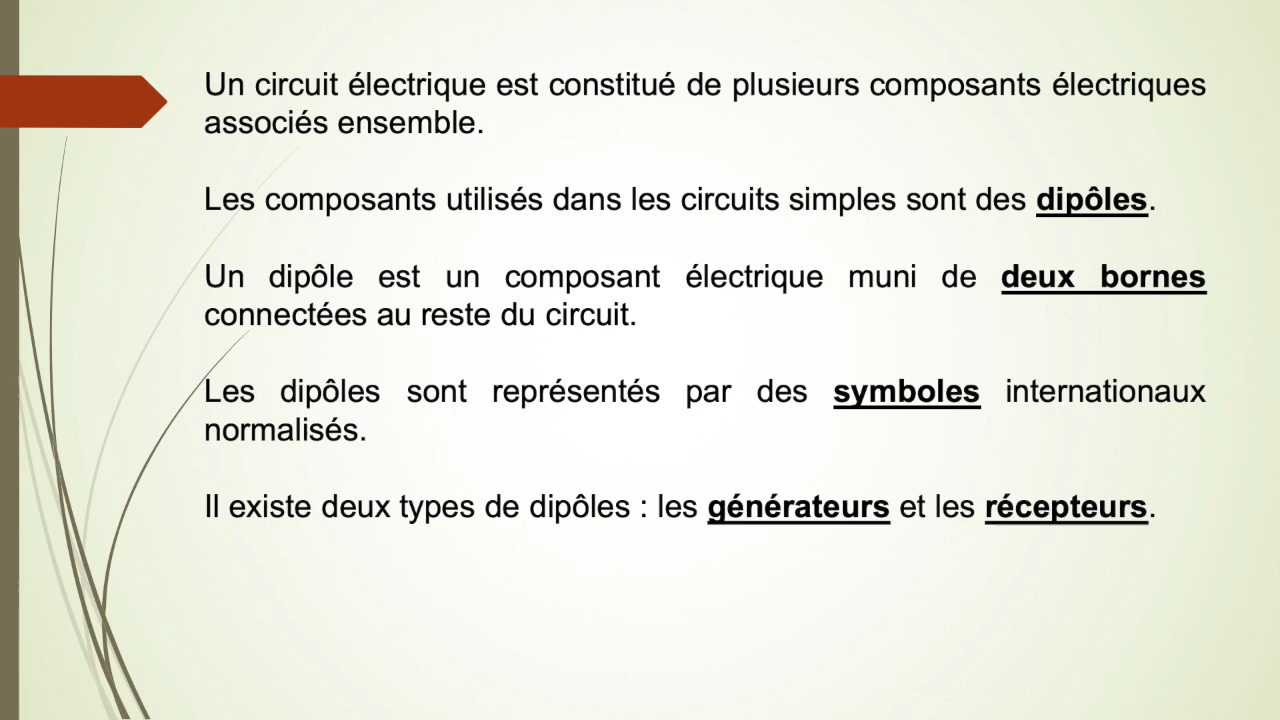 Un circuit électrique est constitué de plusieurs composants électriques
associés ensemble.
Les composants utilisés dans les circuits simples sont des dipôles.
Un dipôle est un composant électrique muni de deux bornes
connectées au reste du circuit.
Les dipôles sont représentés par des symboles internationaux
normalisés.
Il existe deux types de dipôles : les générateurs et les récepteurs.